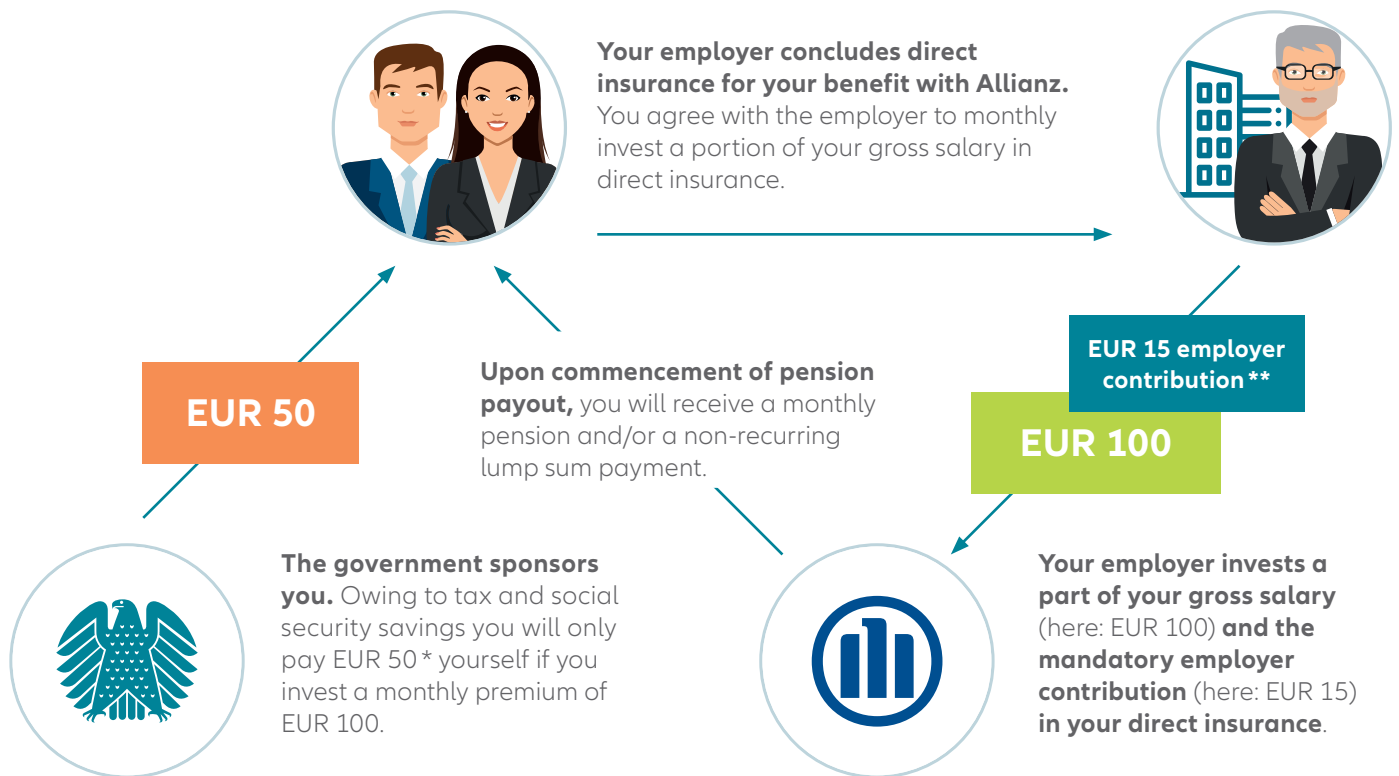 Your employer concludes direct
insurance for your benefit with Allianz.
You agree with the employer to monthly
invest a portion of your gross salary in
direct insurance.
EUR 15 employer
contribution **
EUR 50
Upon commencement of pension
payout, you will receive a monthly
pension and/or a non-recurring
lump sum payment.
EUR 100
The government sponsors
you. Owing to tax and social
security savings you will only
pay EUR 50 * yourself if you
invest a monthly premium of
EUR 100.
Your employer invests a
part of your gross salary
(here: EUR 100) and the
mandatory employer
contribution (here: EUR 15)
in your direct insurance.